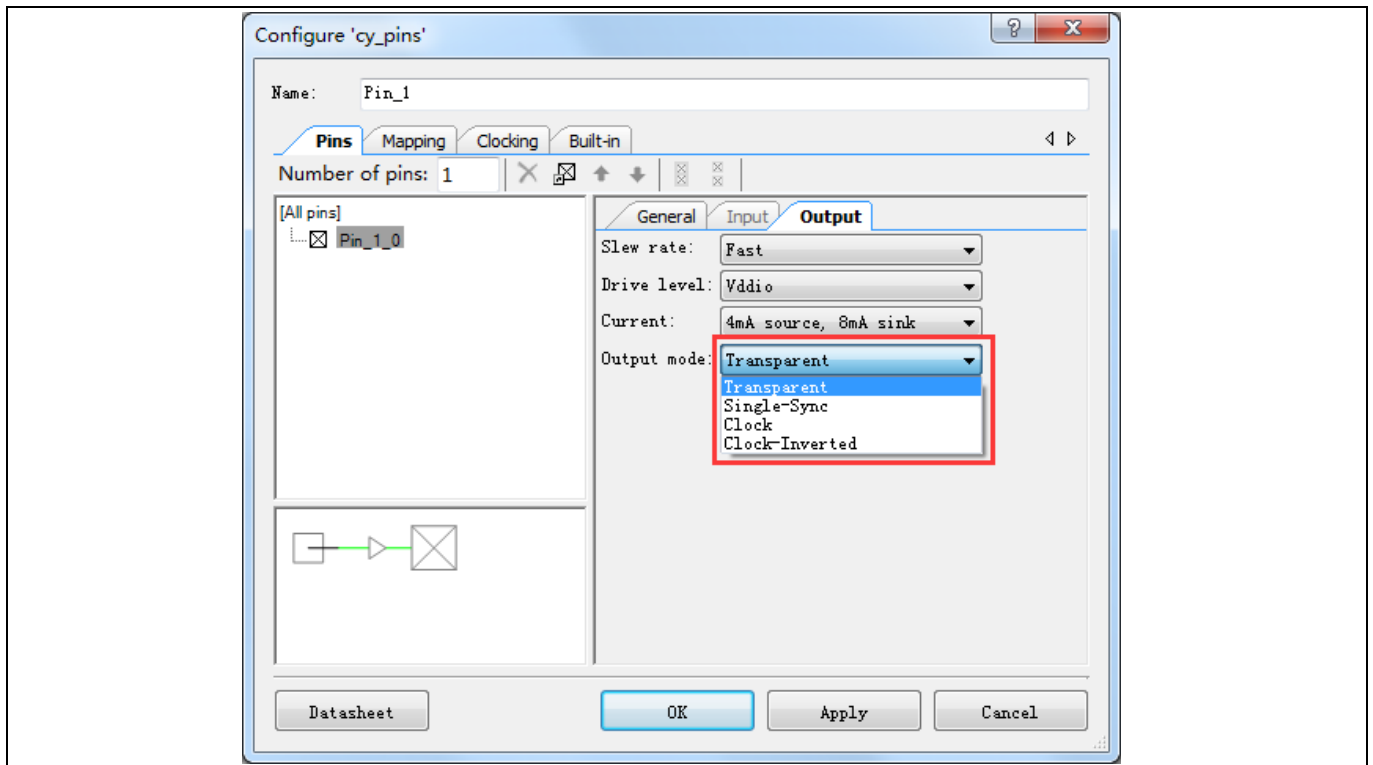 Configure 'cy_pins'
Name: Pin_1
Pins Mapping Clocking Built-in
Number of pins: 1
[All pins]
Pin_1_0
General Input Output
Slew rate: Fast
Drive level: Vddio
Current: 4mA source, 8mA sink
Output mode: Transparent
Transparent
Single-Sync
Clock
Clock-Inverted
Datasheet OK Apply Cancel